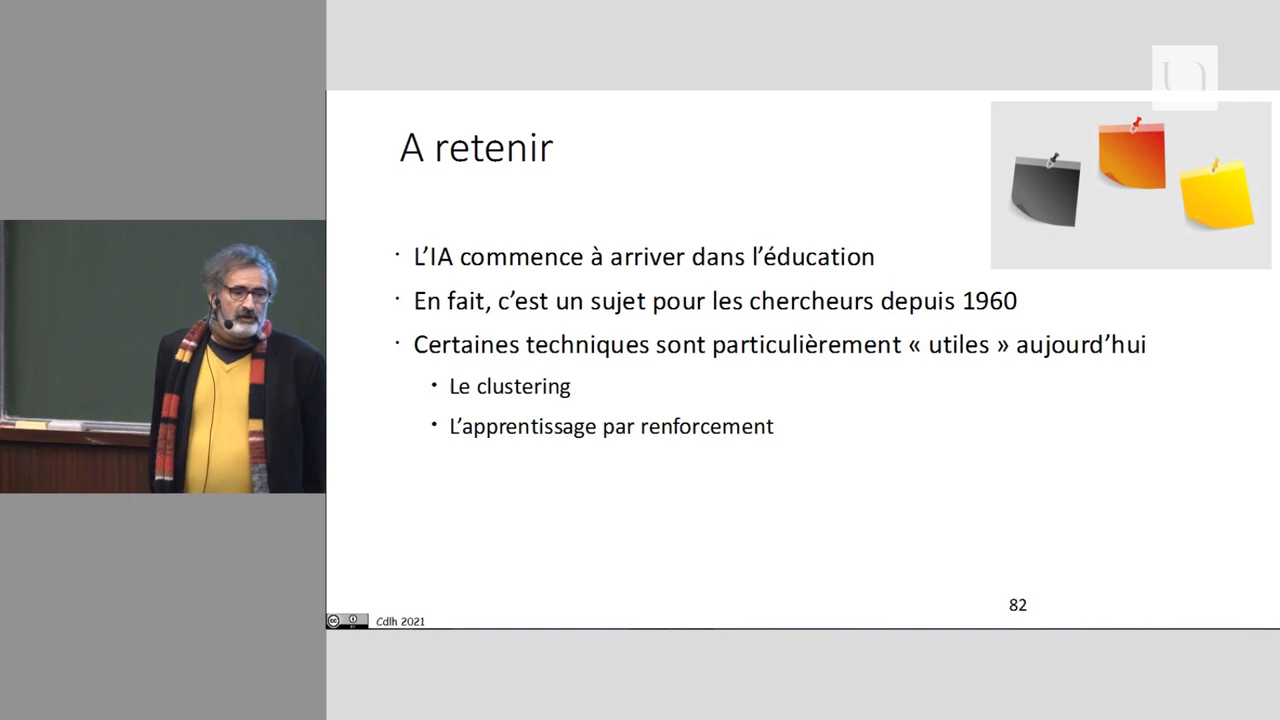 A retenir
· L’IA commence à arriver dans l’éducation
· En fait, c’est un sujet pour les chercheurs depuis 1960
· Certaines techniques sont particulièrement « utiles » aujourd’hui
• Le clustering
• L’apprentissage par renforcement
82
Cdlh 2021